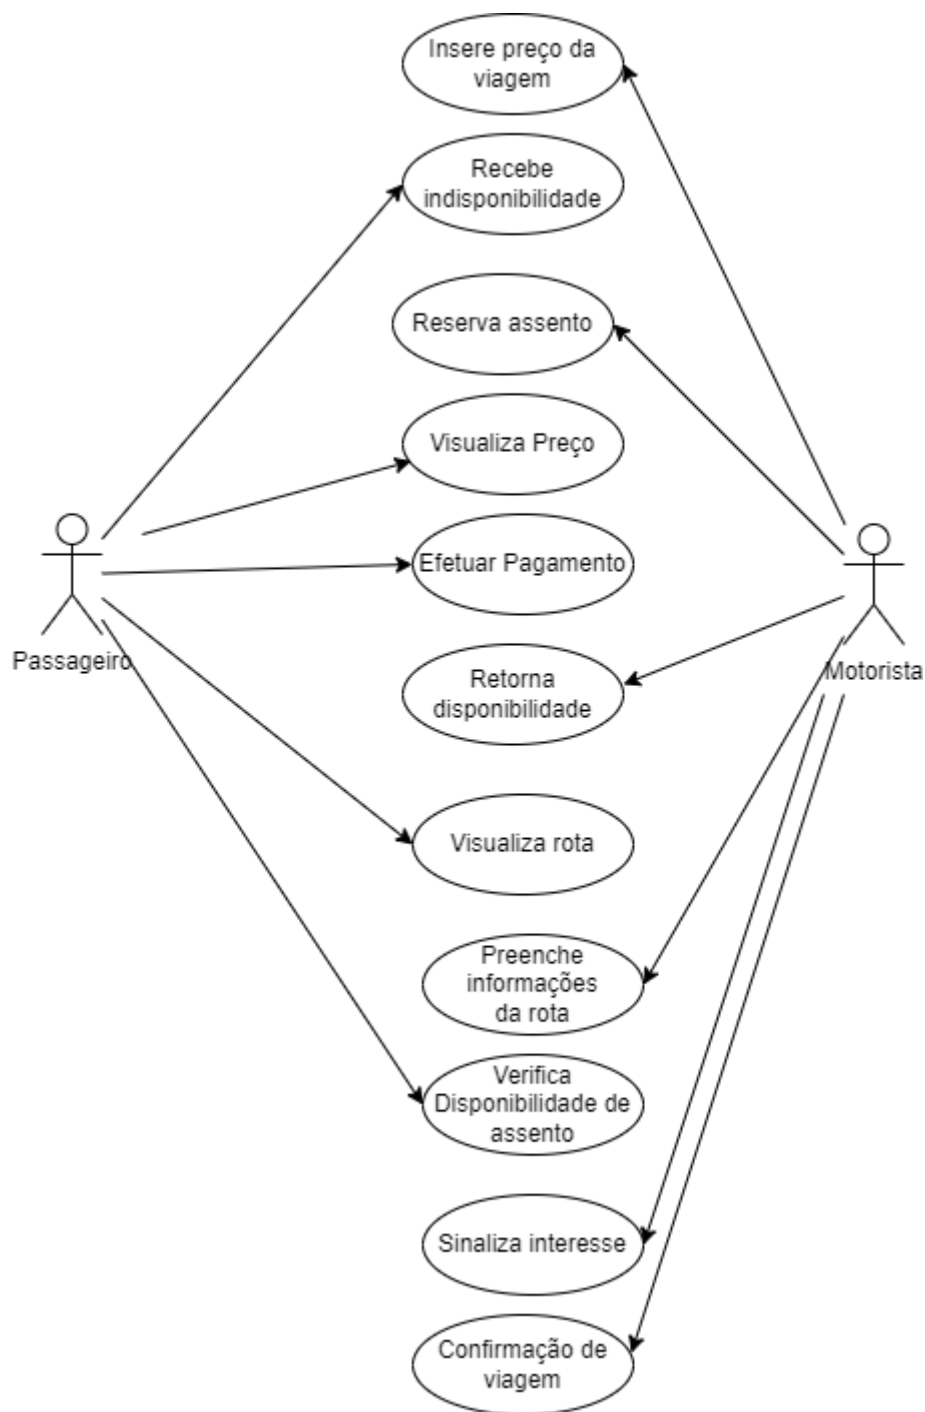 Insere preço da
viagem
Recebe
indisponibilidade
Reserva assento
Visualiza Preço
Efetuar Pagamento
Passageiro
Retorna
disponibilidade
Motorista
Visualiza rota
Preenche
informações
da rota
Verifica
Disponibilidade de
assento
Sinaliza interesse
Confirmação de
viagem